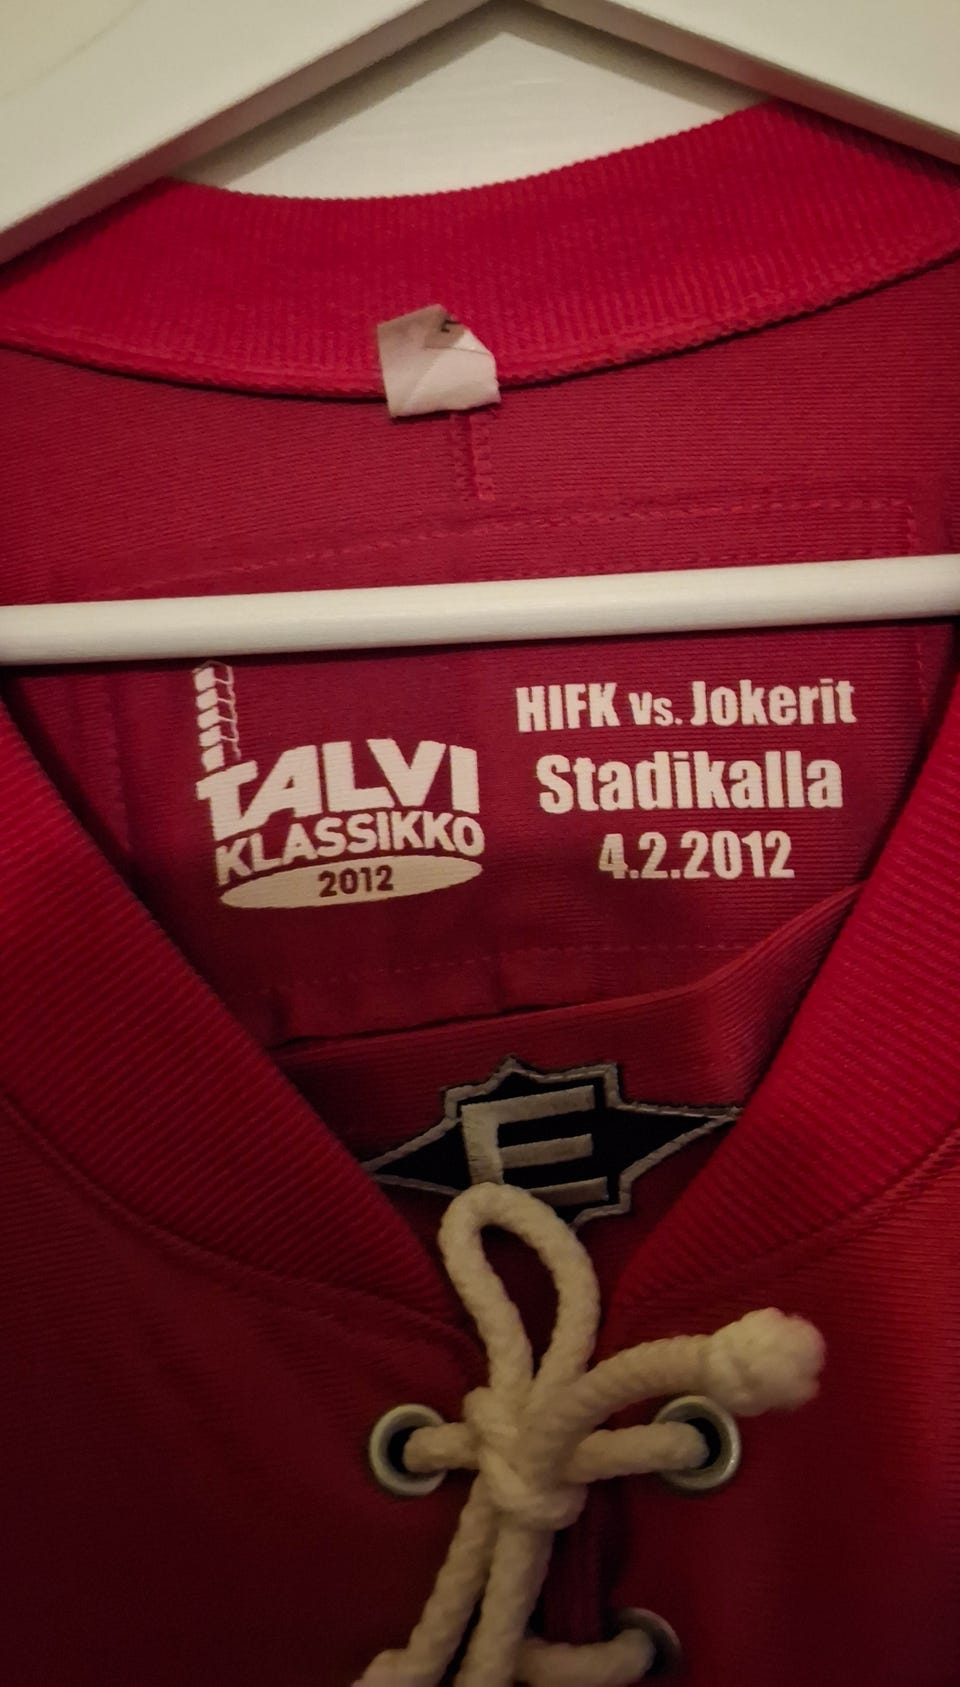 TALVI
KLASSIKKO
2012
HIFK Vs. Jokerit
Stadikalla
4.2.2012
E